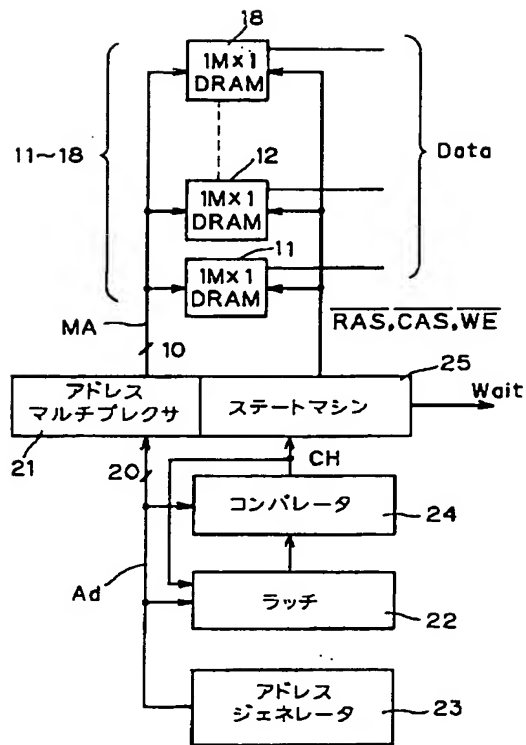 18
1M×1
DRAM
11~18
12
Data
1M×1
DRAM
11
1M×1
DRAM
MA
10
RAS, CAS, WE
25
アドレス
マルチプレクサ
ステートマシン
Wait
21
20
CH
コンパレータ
24
Ad
ラッチ
22
アドレス
ジェネレータ
23